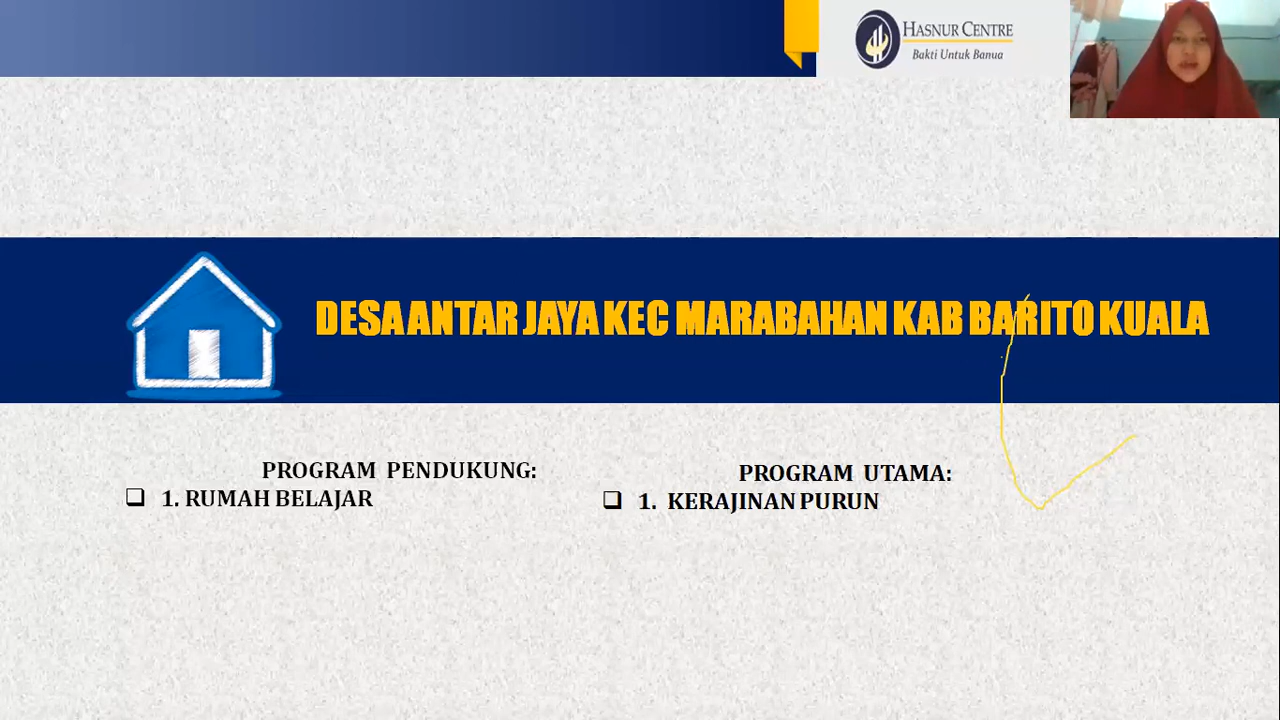 HASNUR CENTRE
Bakti Untuk Banua
DESA ANTAR JAYA KEC MARABAHAN KAB BARITO KUALA
PROGRAM PENDUKUNG:
1. RUMAH BELAJAR
PROGRAM UTAMA:
1. KERAJINAN PURUN